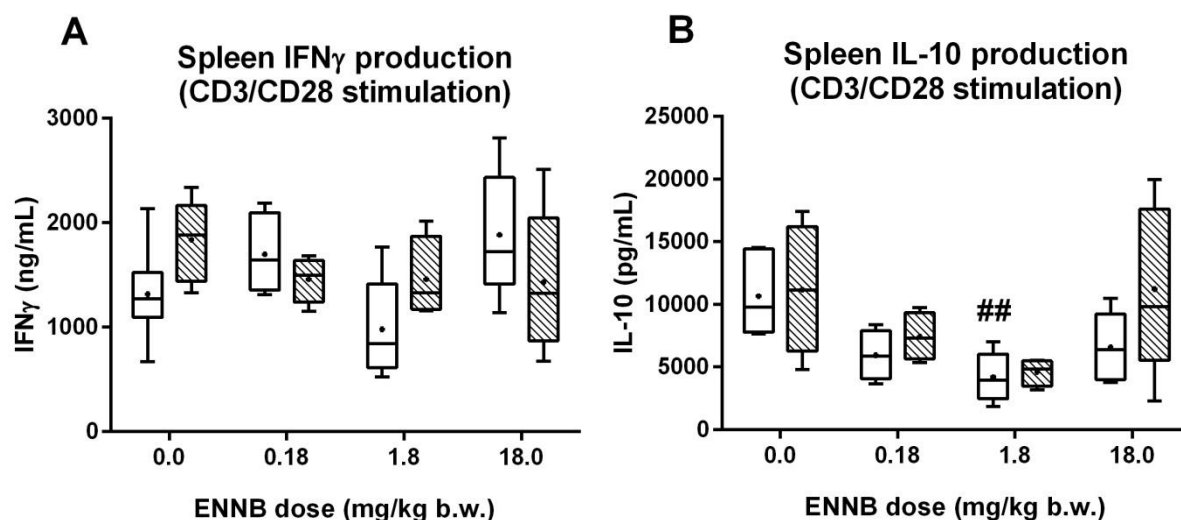 A
Spleen IFNγ production
(CD3/CD28 stimulation)
IFNγ (ng/mL)
3000
2000
1000
0
0.0 0.18 1.8 18.0
ENNB dose (mg/kg b.w.)
B
Spleen IL-10 production
(CD3/CD28 stimulation)
IL-10 (pg/mL)
25000
20000
15000
10000
5000
0
##
0.0 0.18 1.8 18.0
ENNB dose (mg/kg b.w.)